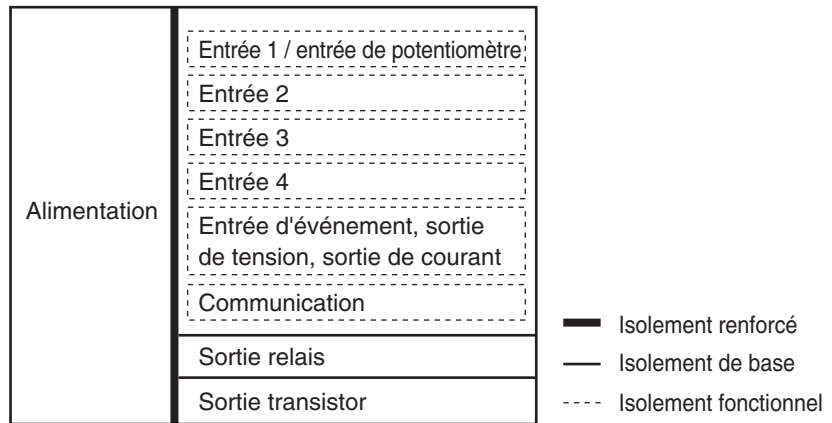 Alimentation
Entrée 1 / entrée de potentiomètre
Entrée 2
Entrée 3
Entrée 4
Entrée d'événement, sortie
de tension, sortie de courant
Communication
Sortie relais
Sortie transistor
Isolement renforcé
Isolement de base
Isolement fonctionnel